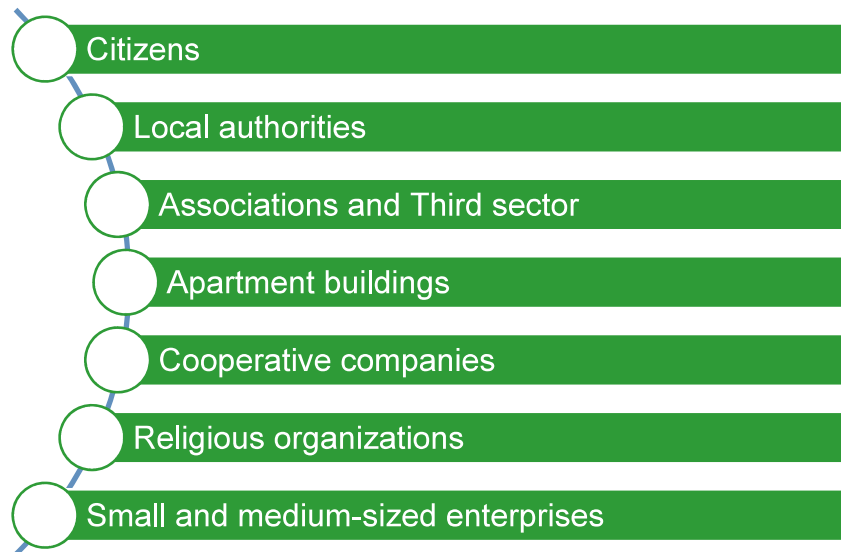 Citizens
Local authorities
Associations and Third sector
Apartment buildings
Cooperative companies
Religious organizations
Small and medium-sized enterprises